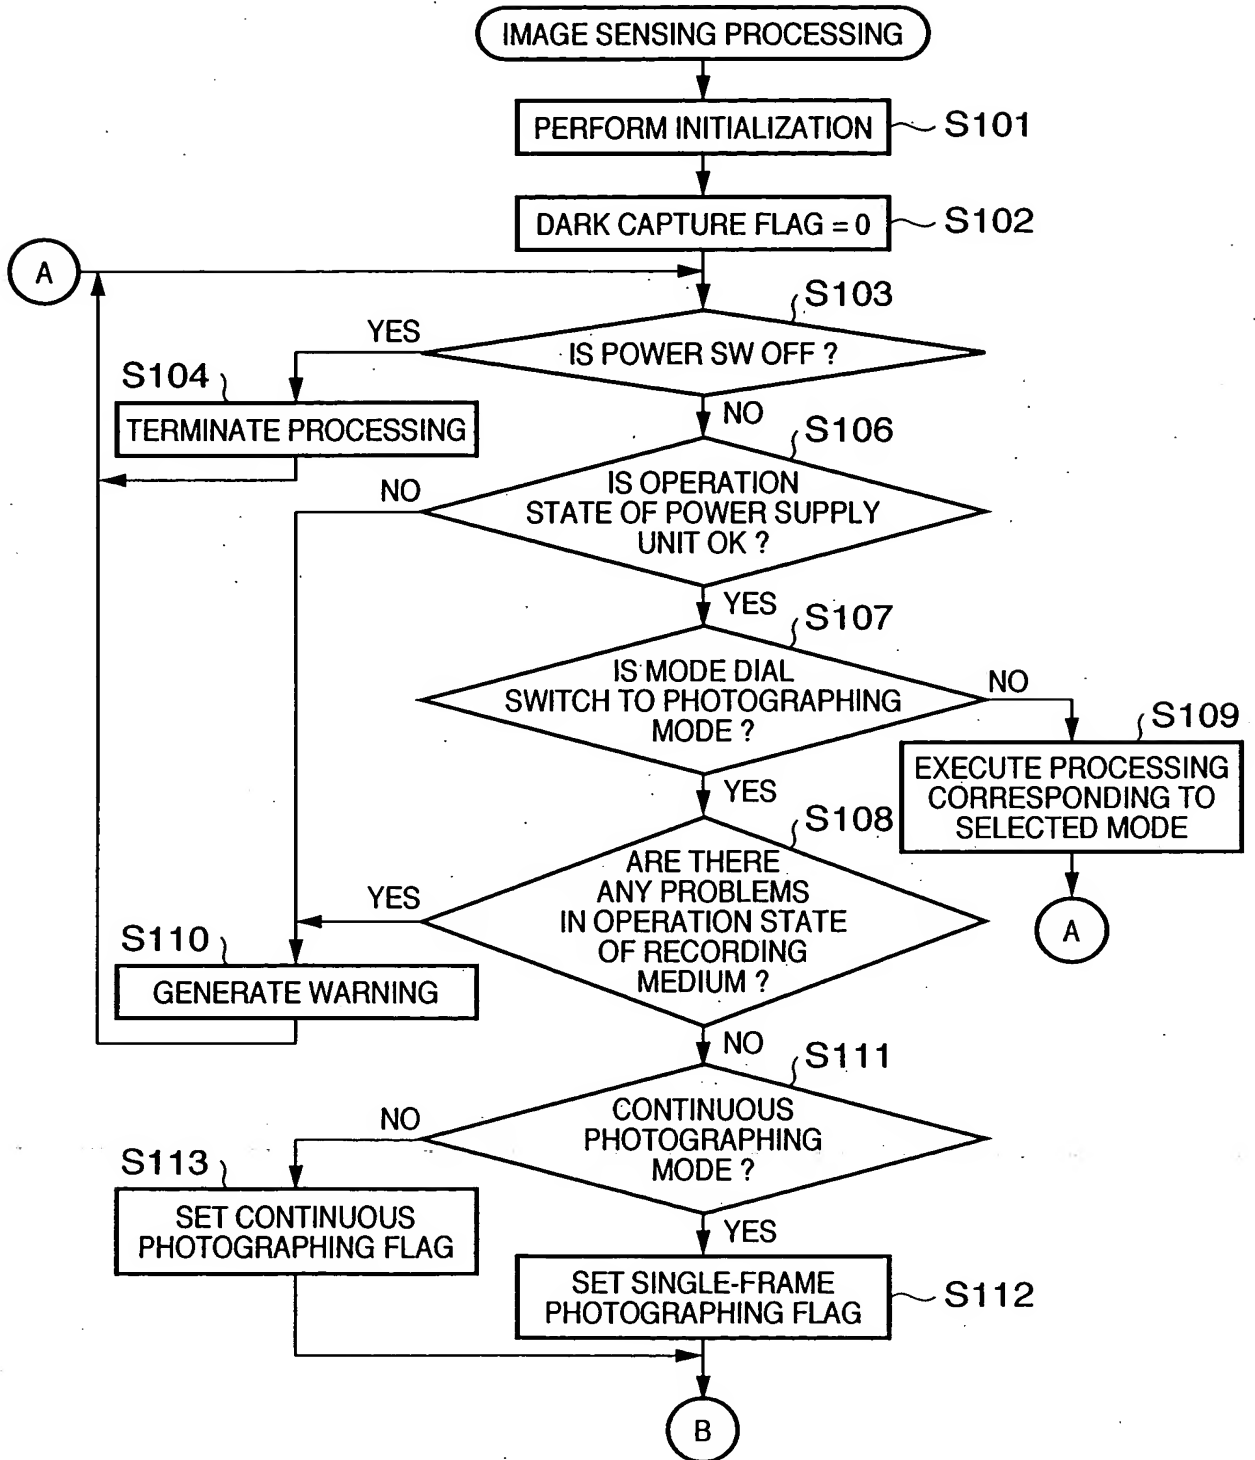 IMAGE SENSING PROCESSING
PERFORM INITIALIZATION
S101
DARK CAPTURE FLAG = 0
S102
A
S103
YES
IS POWER SW OFF ?
S104
TERMINATE PROCESSING
NO
S106
NO
IS OPERATION
STATE OF POWER SUPPLY
UNIT OK ?
YES
S107
IS MODE DIAL
SWITCH TO PHOTOGRAPHING
MODE ?
NO
S109
EXECUTE PROCESSING
CORRESPONDING TO
SELECTED MODE
A
YES
S108
ARE THERE
ANY PROBLEMS
IN OPERATION STATE
OF RECORDING
MEDIUM ?
YES
S110
GENERATE WARNING
NO
S111
CONTINUOUS
PHOTOGRAPHING
MODE ?
NO
S113
SET CONTINUOUS
PHOTOGRAPHING FLAG
YES
SET SINGLE-FRAME
PHOTOGRAPHING FLAG
S112
B